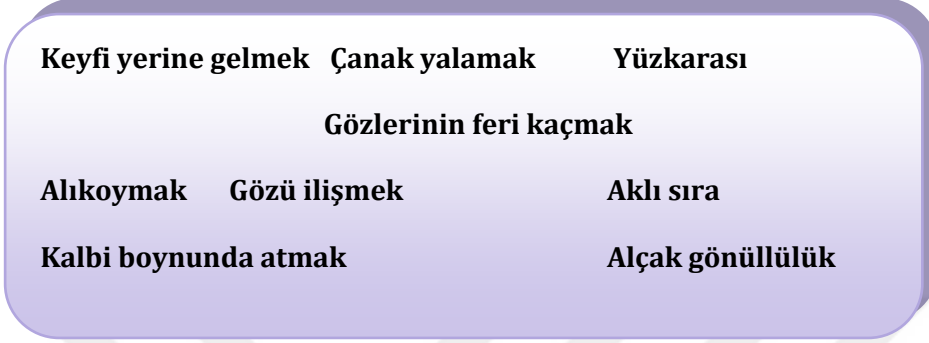 Keyfi yerine gelmek Çanak yalamak Yüzkarası
Gözlerinin feri kaçmak
Alıkoymak Gözü ilişmek Aklı sıra
Kalbi boynunda atmak Alçak gönüllülük